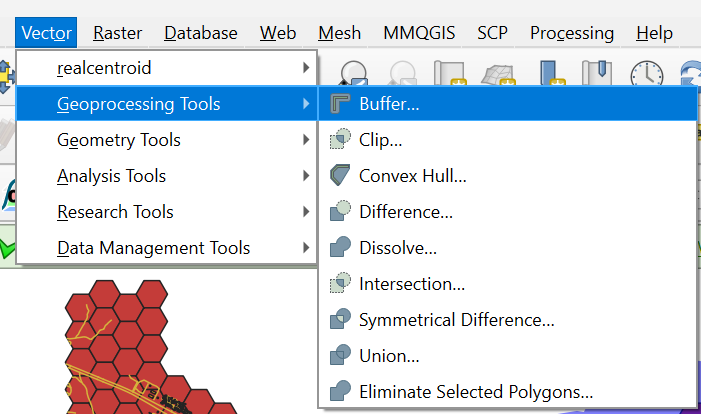 Vector Raster Database Web Mesh MMQGIS SCP Processing Help
realcentroid
Geoprocessing Tools
Geometry Tools
Analysis Tools
Research Tools
Data Management Tools
Buffer...
Clip...
Convex Hull...
Difference...
Dissolve...
Intersection...
Symmetrical Difference...
Union...
Eliminate Selected Polygons...